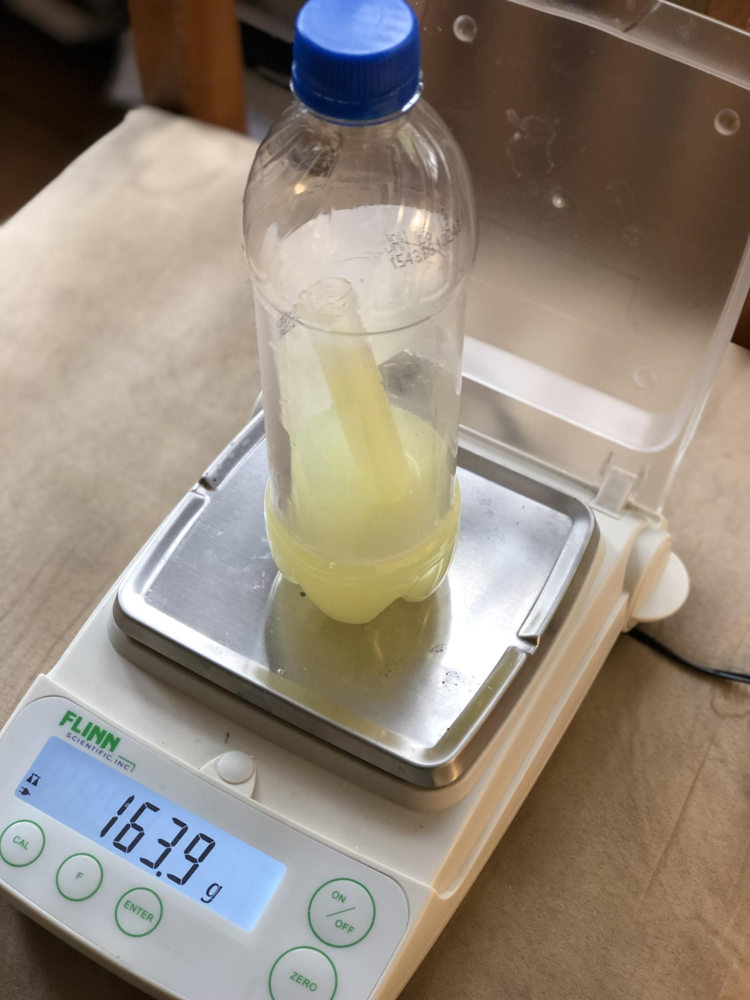 FLINN
SCIENTIFIC, INC
163.9 g
CAL
F
ENTER
ON
OFF
ZERO